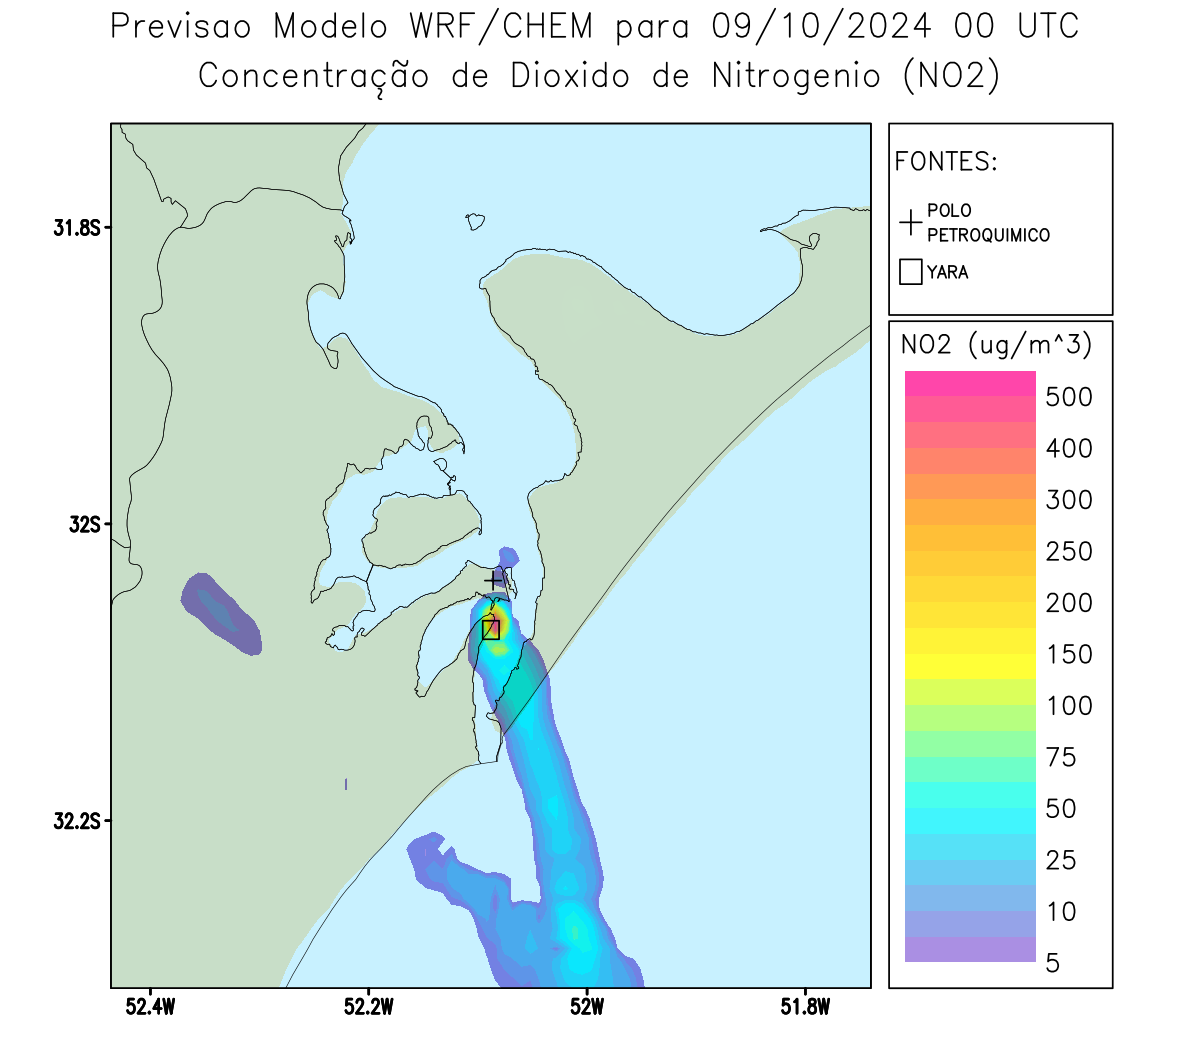 Previsao Modelo WRF/CHEM para 09/10/2024 00 UTC
Concentração de Dioxido de Nitrogenio (NO2)
FONTES:
POLO
PETROQUIMICO
YARA
NO2 (ug/m^3)
500
400
300
250
200
150
100
75
50
25
10
5
31.8S
32S
32.2S
52.4W
52.2W
52W
51.8W